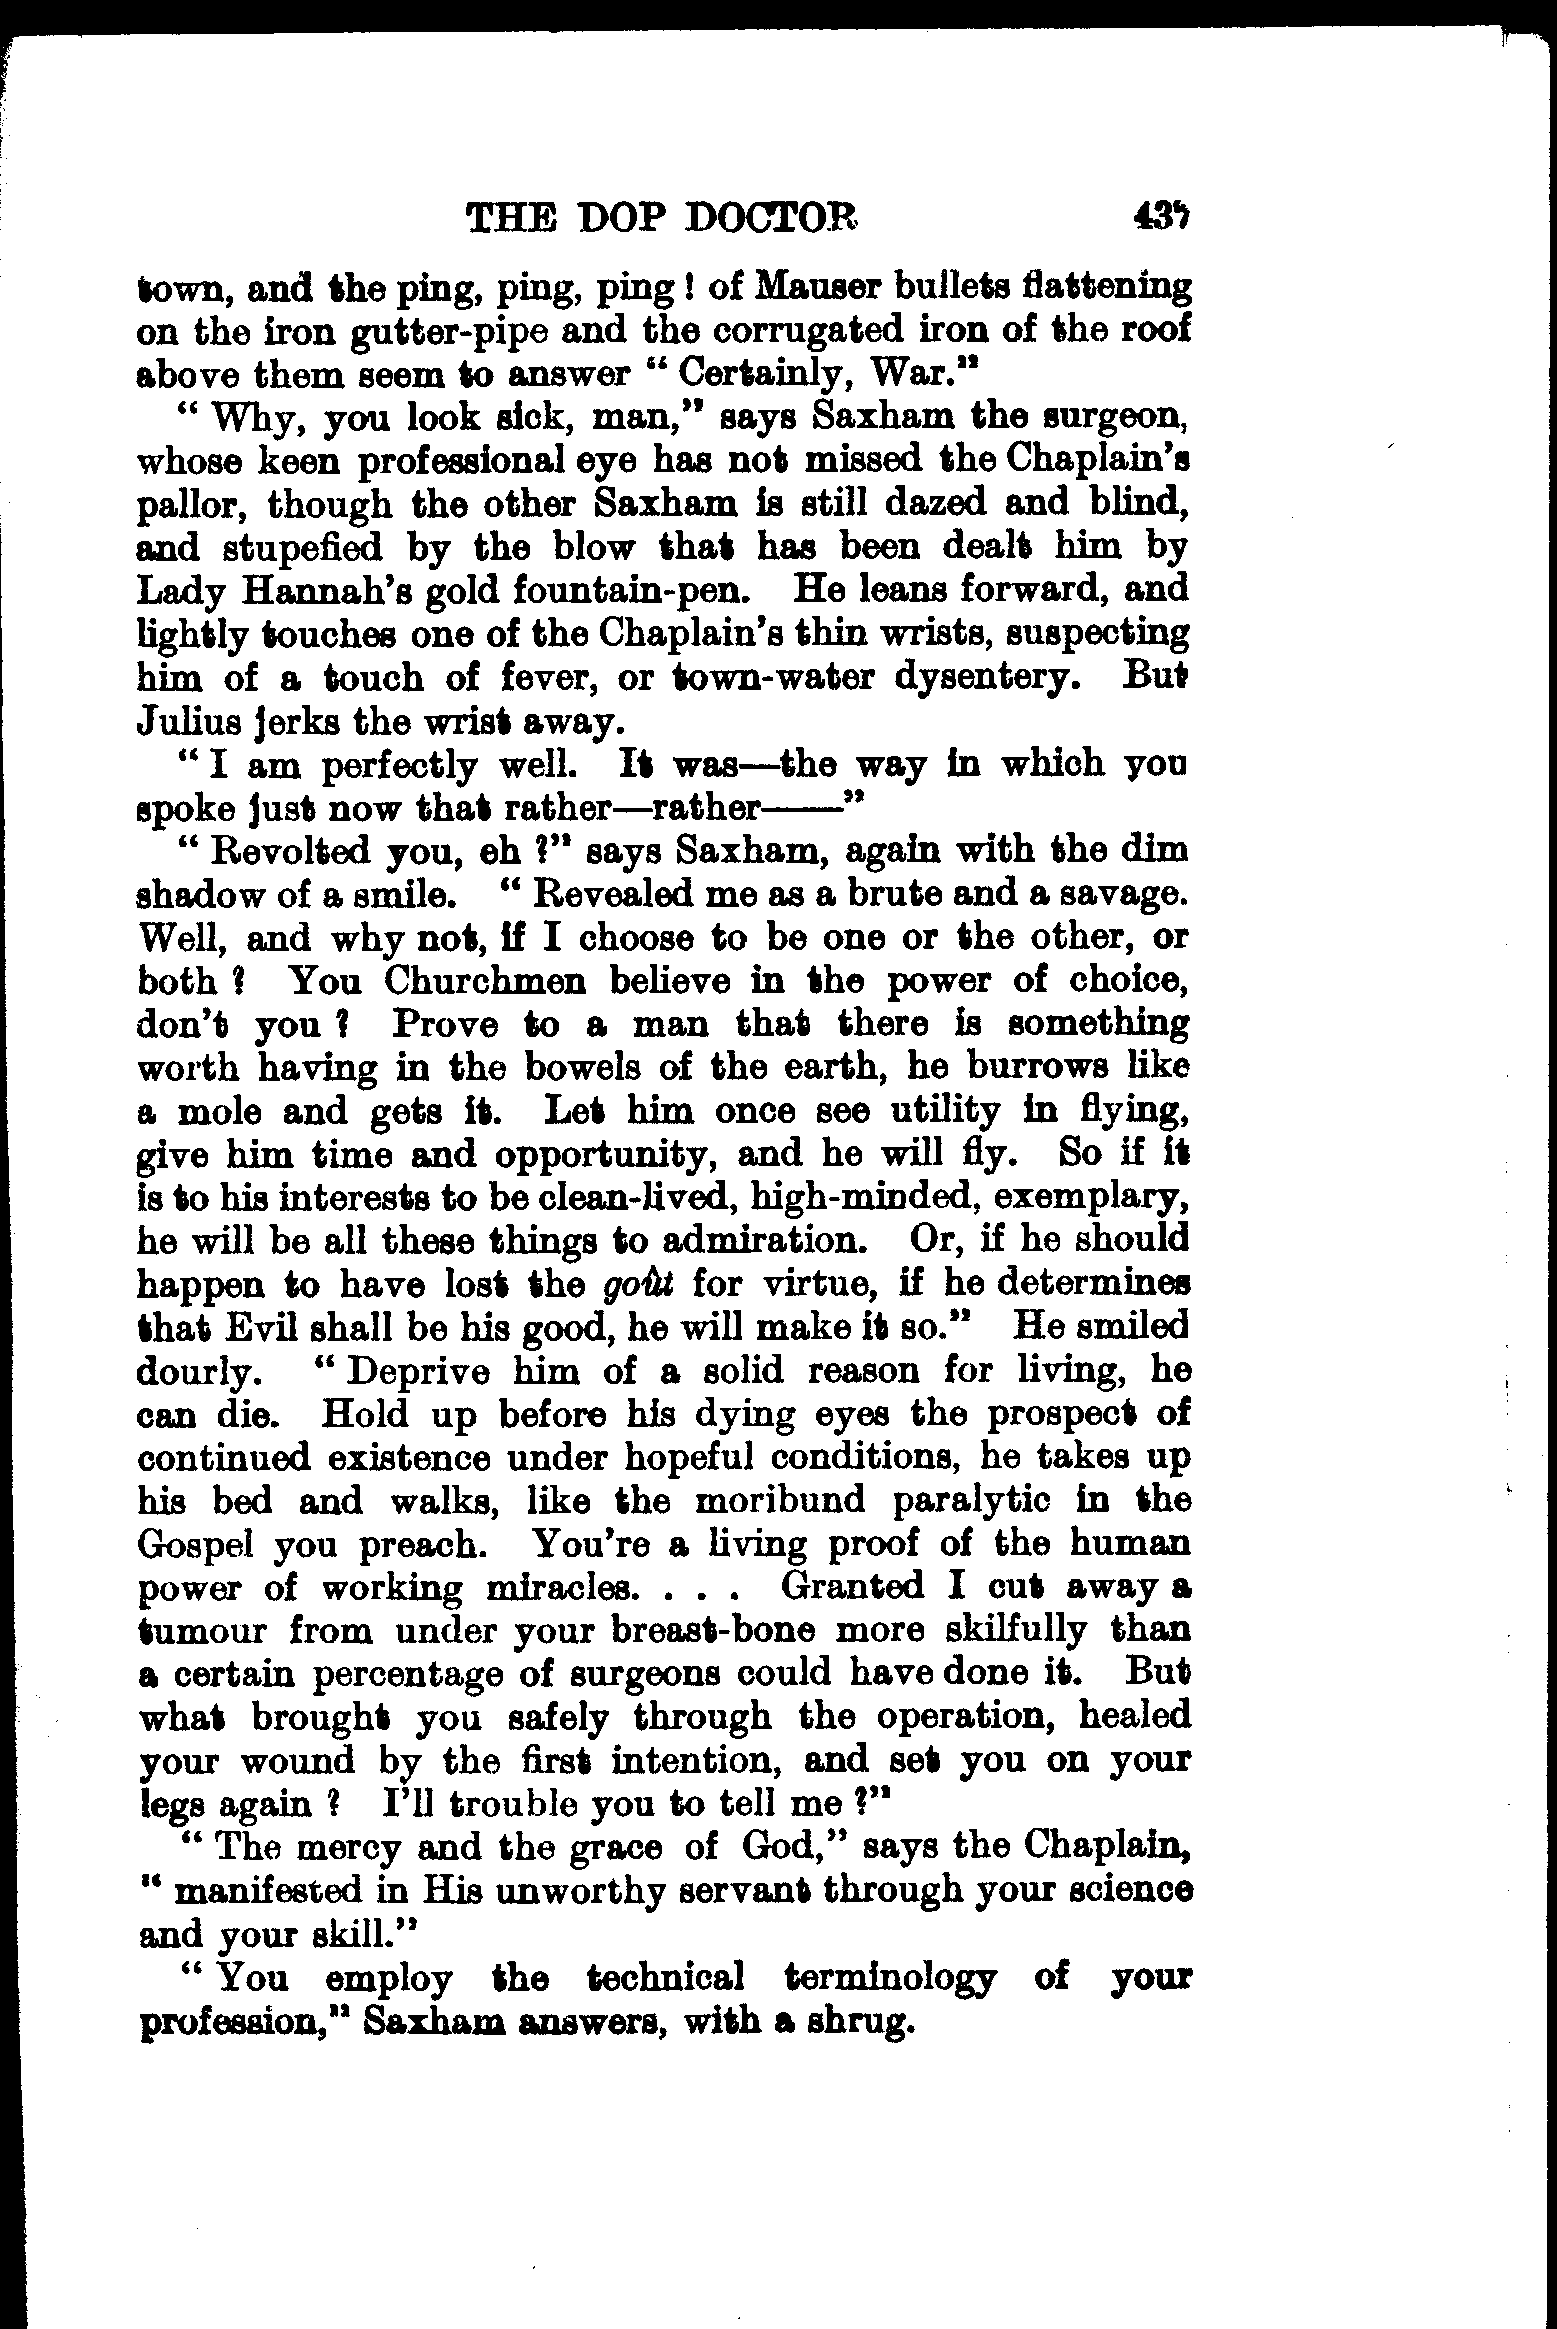 THE DOP DOCTOR 435
town, and the ping, ping, ping! of Mauser bullets flattening
on the iron gutter-pipe and the corrugated iron of the roof
above them seem to answer “Certainly, War.”
“Why, you look sick, man,” says Saxham the surgeon,
whose keen professional eye has not missed the Chaplain’s
pallor, though the other Saxham is still dazed and blind,
and stupefied by the blow that has been dealt him by
Lady Hannah’s gold fountain-pen. He leans forward, and
lightly touches one of the Chaplain’s thin wrists, suspecting
him of a touch of fever, or town-water dysentery. But
Julius jerks the wrist away.
“I am perfectly well. It was—the way in which you
spoke just now that rather—rather——”
“Revolted you, eh?” says Saxham, again with the dim
shadow of a smile. “Revealed me as a brute and a savage.
Well, and why not, if I choose to be one or the other, or
both? You Churchmen believe in the power of choice,
don’t you? Prove to a man that there is something
worth having in the bowels of the earth, he burrows like
a mole and gets it. Let him once see utility in flying,
give him time and opportunity, and he will fly. So if it
is to his interests to be clean-lived, high-minded, exemplary,
he will be all these things to admiration. Or, if he should
happen to have lost the goût for virtue, if he determines
that Evil shall be his good, he will make it so.” He smiled
dourly. “Deprive him of a solid reason for living, he
can die. Hold up before his dying eyes the prospect of
continued existence under hopeful conditions, he takes up
his bed and walks, like the moribund paralytic in the
Gospel you preach. You’re a living proof of the human
power of working miracles. . . . Granted I cut away a
tumour from under your breast-bone more skilfully than
a certain percentage of surgeons could have done it. But
what brought you safely through the operation, healed
your wound by the first intention, and set you on your
legs again? I’ll trouble you to tell me?”
“The mercy and the grace of God,” says the Chaplain,
“manifested in His unworthy servant through your science
and your skill.”
“You employ the technical terminology of your
profession,” Saxham answers, with a shrug.